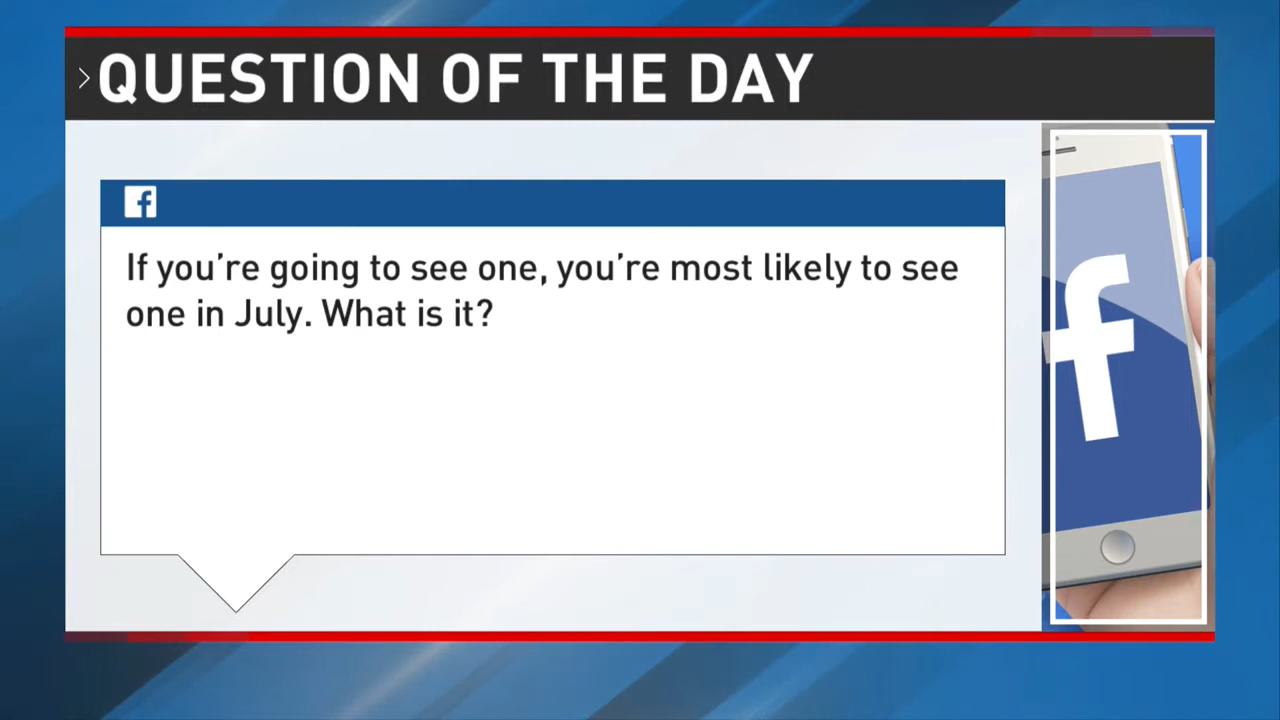 >QUESTION OF THE DAY
f
If you’re going to see one, you’re most likely to see
one in July. What is it?
f